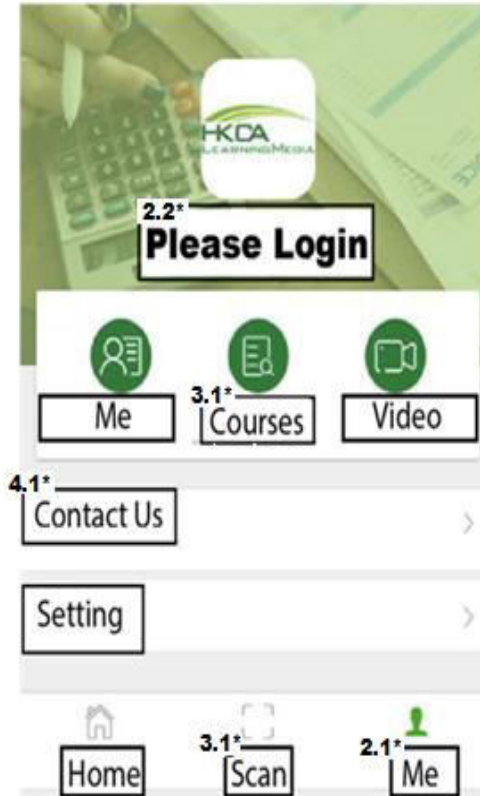 HKCA
LEARNINGMEDIA
2.2*
Please Login
Me
3.1*
Courses
Video
4.1*
Contact Us
Setting
Home
3.1*
Scan
2.1*
Me